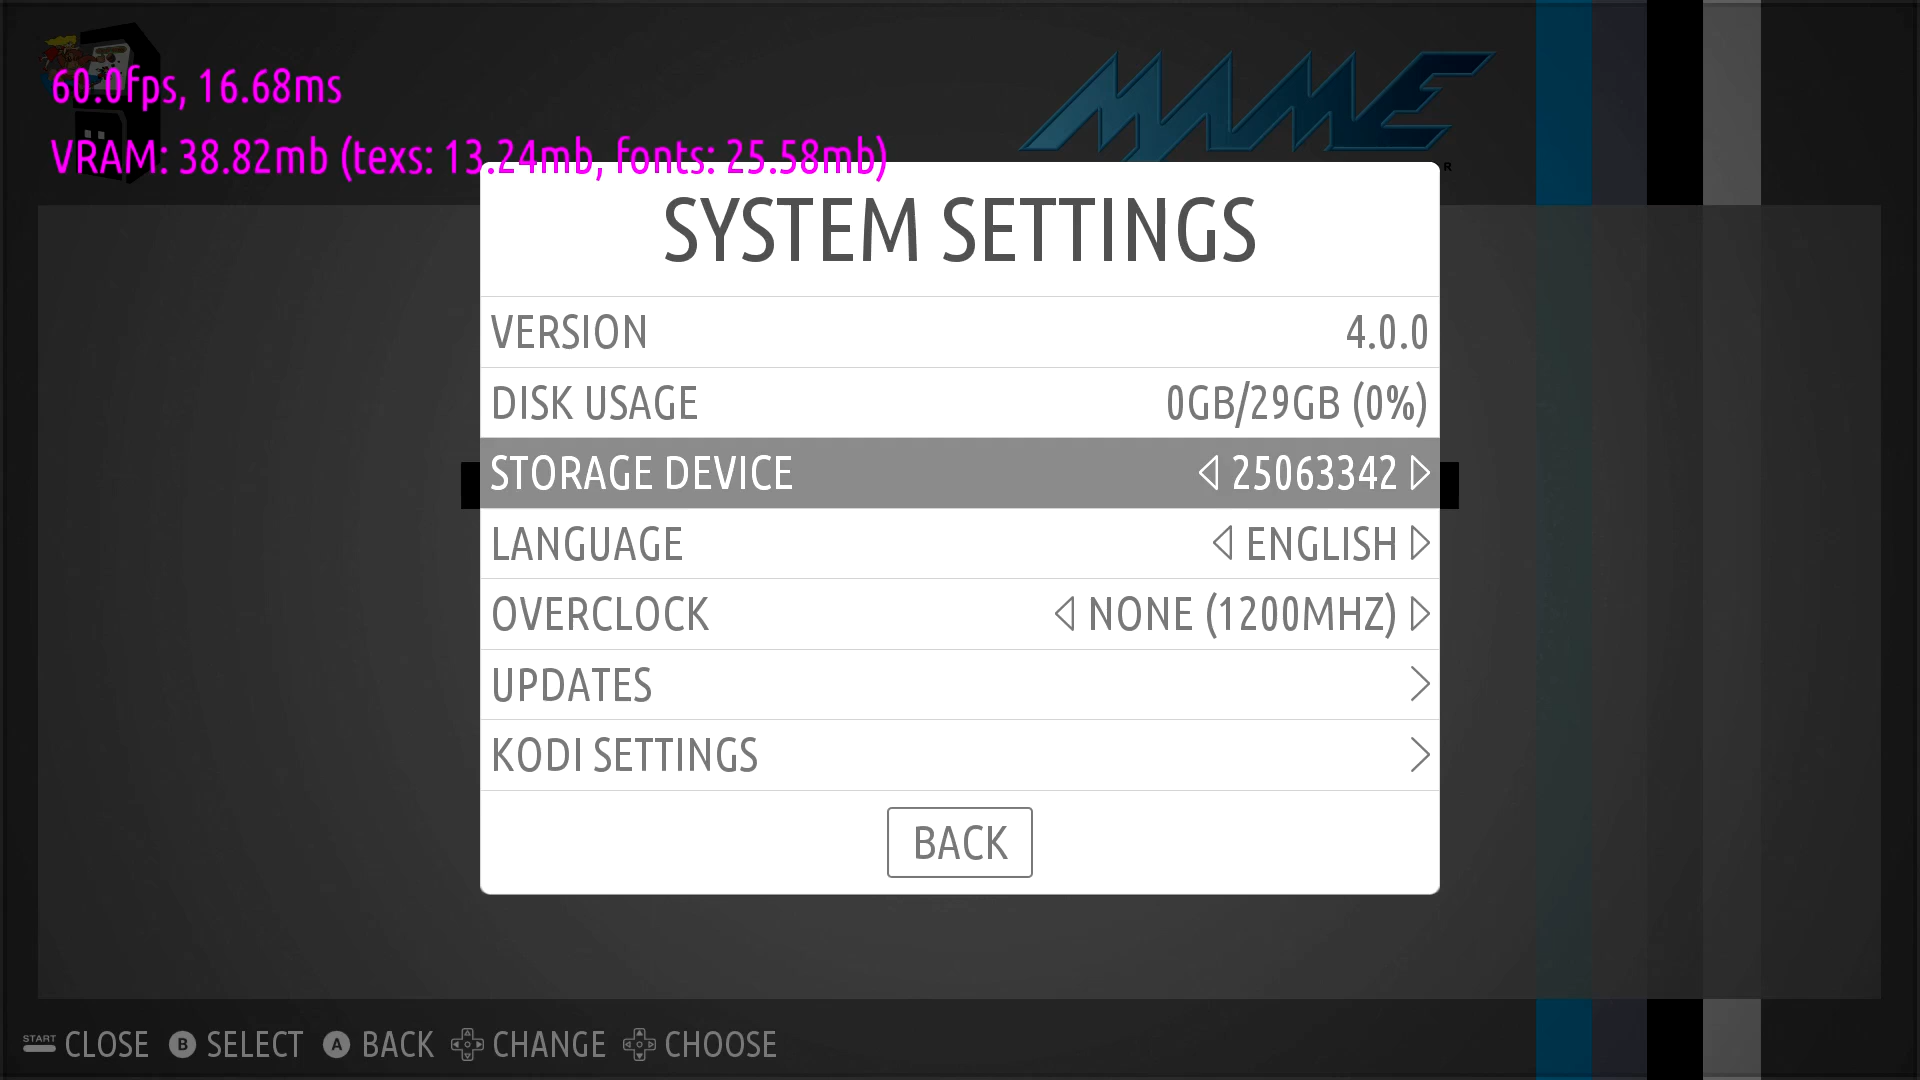 60.0fps, 16.68ms
VRAM: 38.82mb (texs: 13.24mb, fonts: 25.58mb)
MAME
R
SYSTEM SETTINGS
VERSION 4.0.0
DISK USAGE 0GB/29GB (0%)
STORAGE DEVICE 25063342
LANGUAGE ENGLISH
OVERCLOCK NONE (1200MHZ)
UPDATES
KODI SETTINGS
BACK
START CLOSE B SELECT A BACK CHANGE CHOOSE